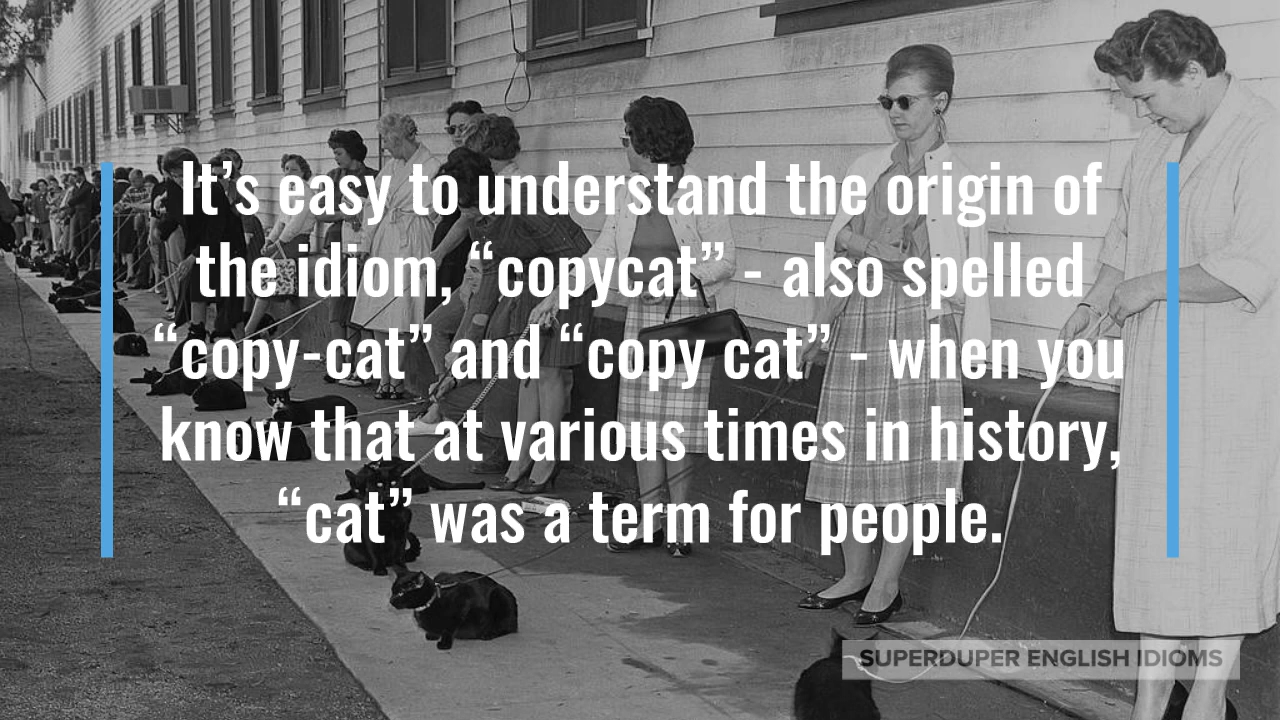 It’s easy to understand the origin of
the idiom, “copycat” - also spelled
“copy-cat” and “copy cat” - when you
know that at various times in history,
“cat” was a term for people.
SUPERDUPER ENGLISH IDIOMS